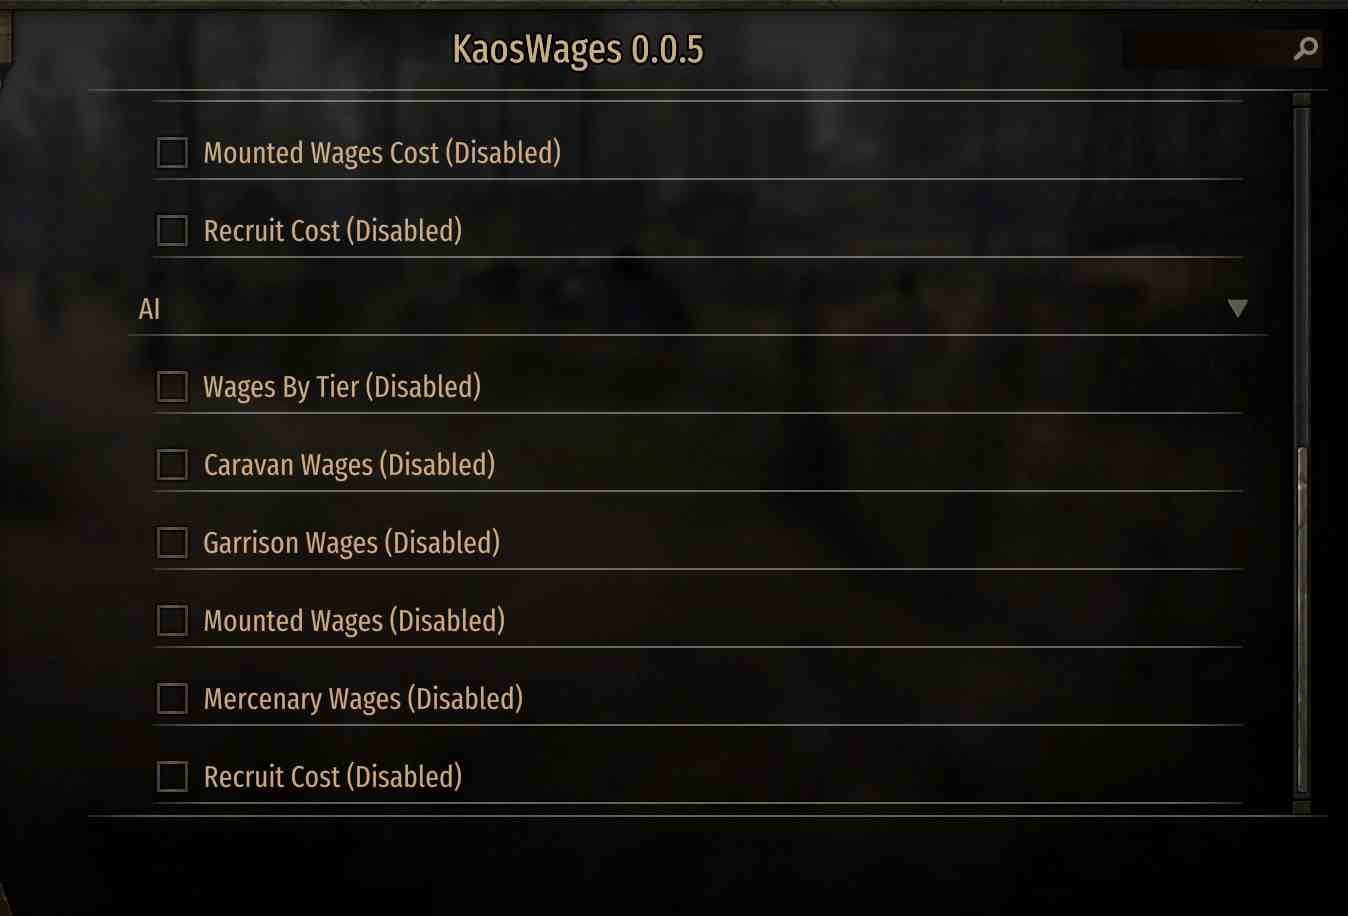 KaosWages 0.0.5
Mounted Wages Cost (Disabled)
Recruit Cost (Disabled)
AI
Wages By Tier (Disabled)
Caravan Wages (Disabled)
Garrison Wages (Disabled)
Mounted Wages (Disabled)
Mercenary Wages (Disabled)
Recruit Cost (Disabled)